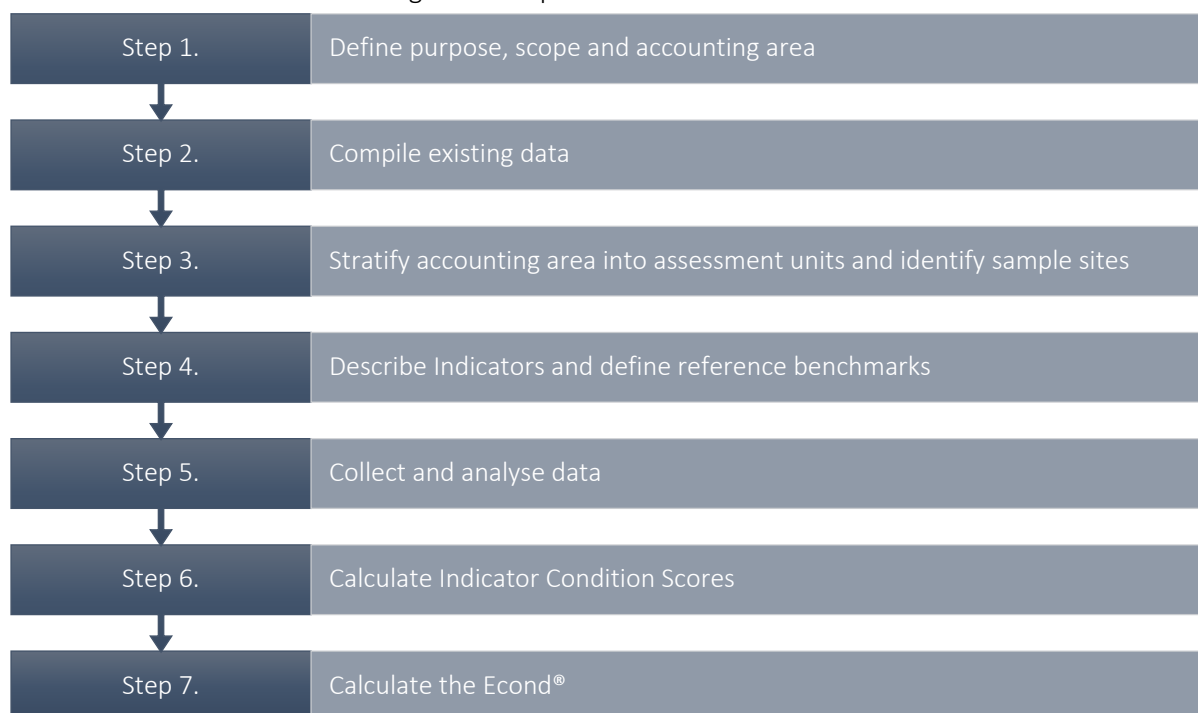 Step 1.
Define purpose, scope and accounting area
Step 2.
Compile existing data
Step 3.
Stratify accounting area into assessment units and identify sample sites
Step 4.
Describe Indicators and define reference benchmarks
Step 5.
Collect and analyse data
Step 6.
Calculate Indicator Condition Scores
Step 7.
Calculate the Econd®